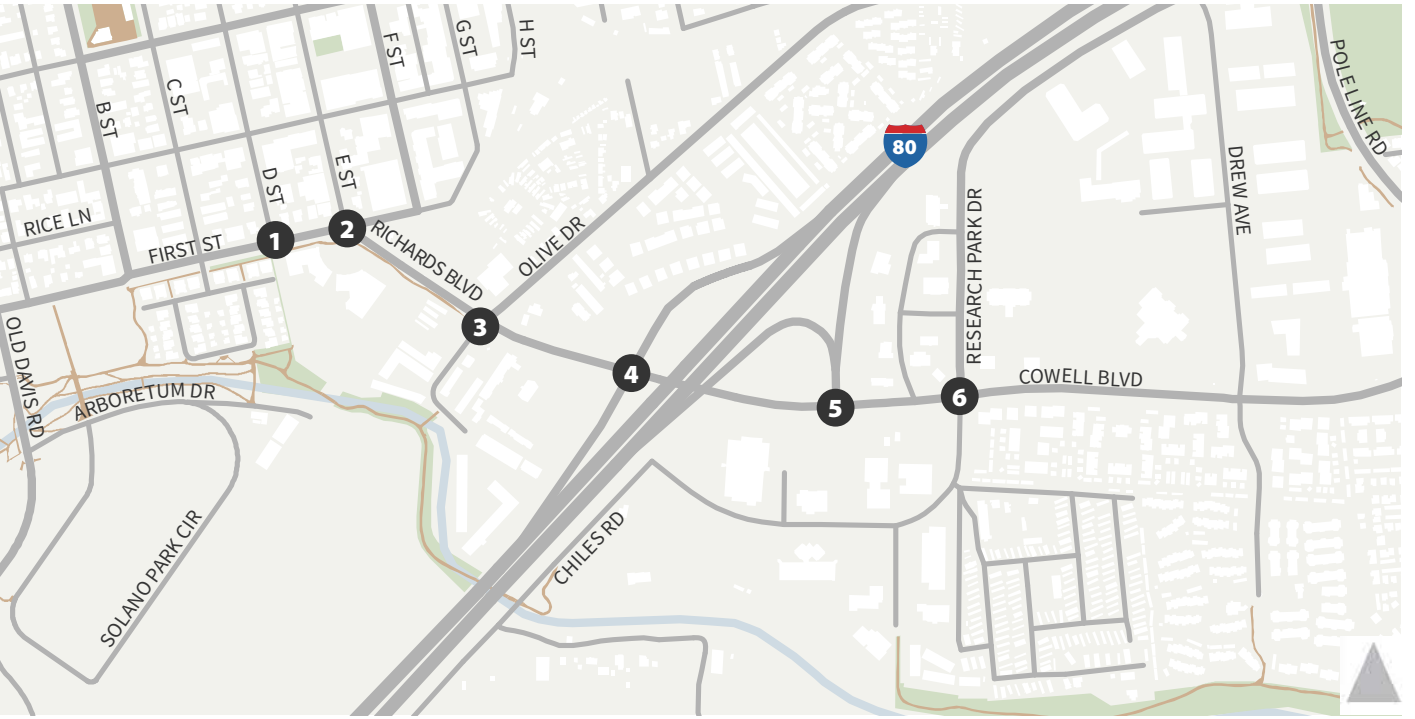 H ST
G ST
F ST
POLE LINE RD
C ST
B ST
80
DREW AVE
E ST
D ST
RICE LN
FIRST ST
1
2
RICHARDS BLVD
OLIVE DR
RESEARCH PARK DR
3
OLD DAVIS RD
4
COWELL BLVD
ARBORETUM DR
5
6
CHILES RD
SOLANO PARK CIR